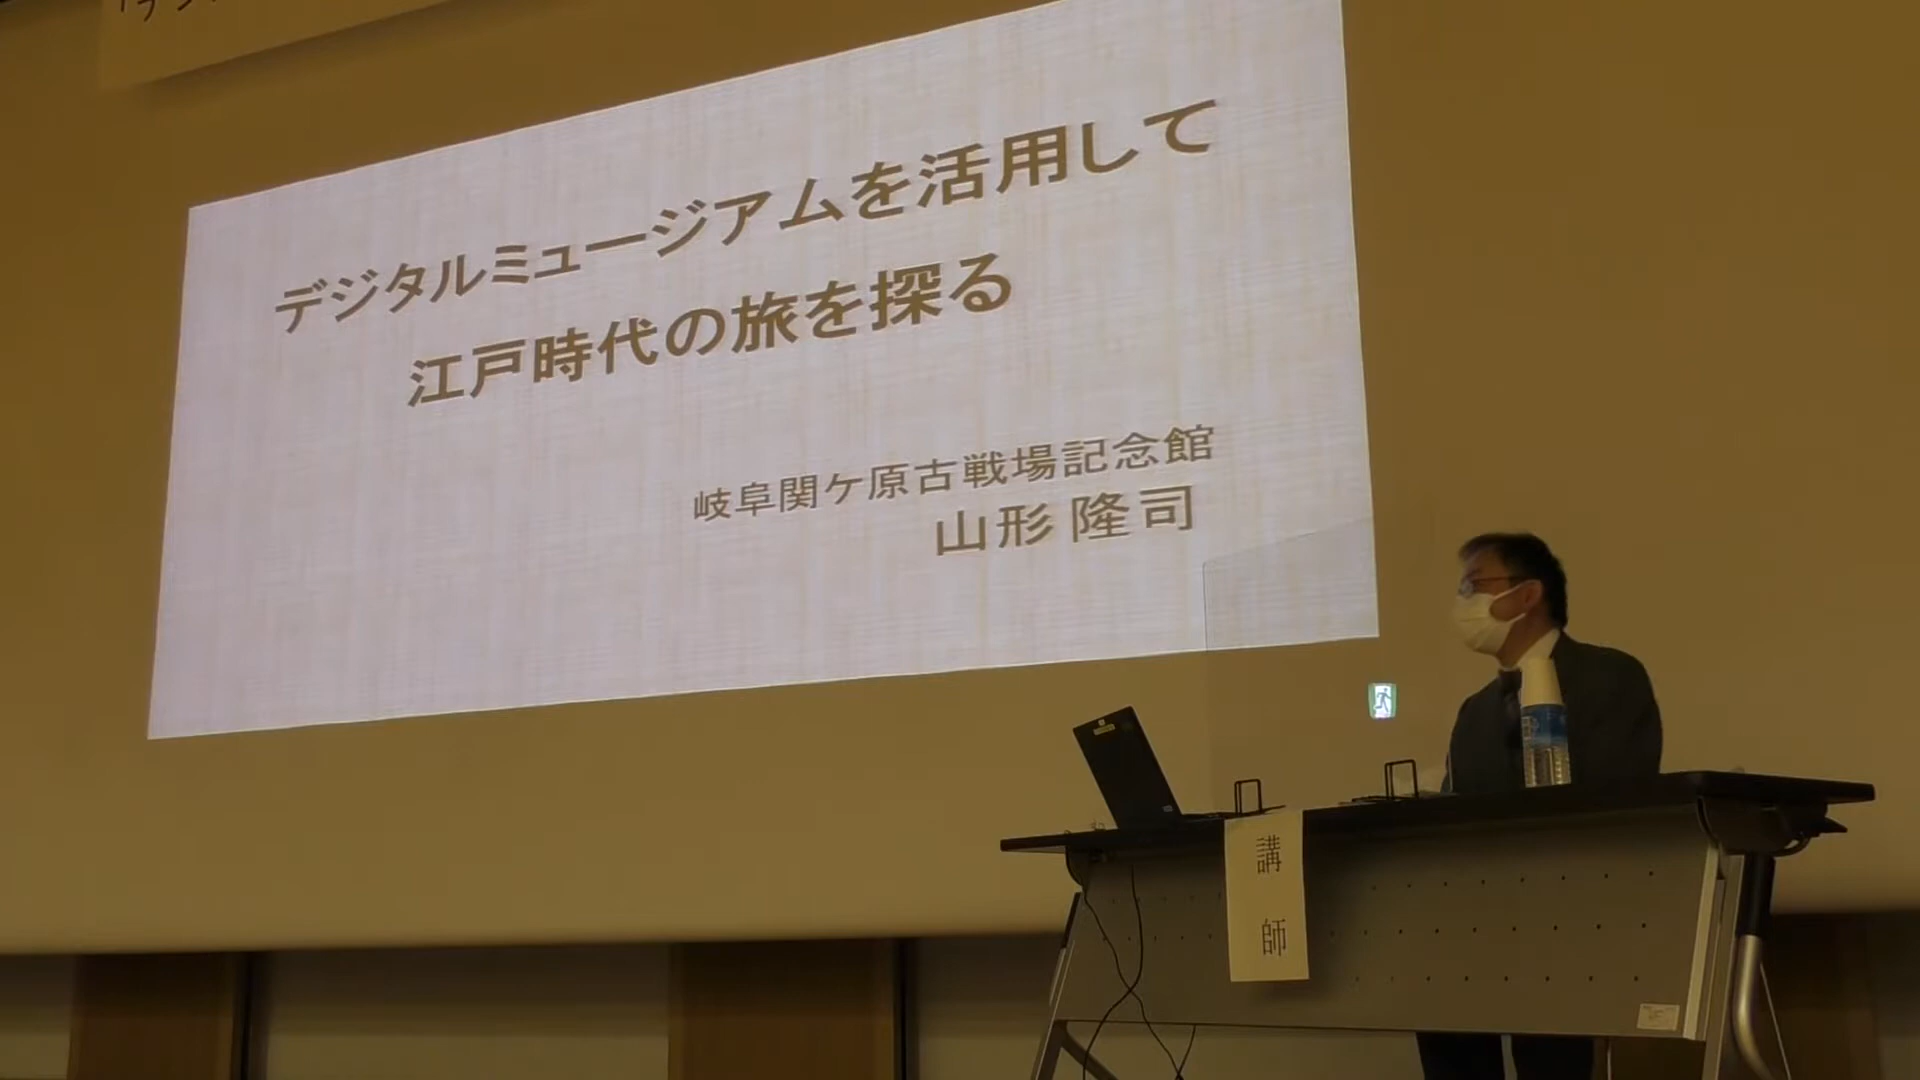 デジタルミュージアムを活用して
江戸時代の旅を探る
岐阜関ケ原古戦場記念館
山形隆司
講師